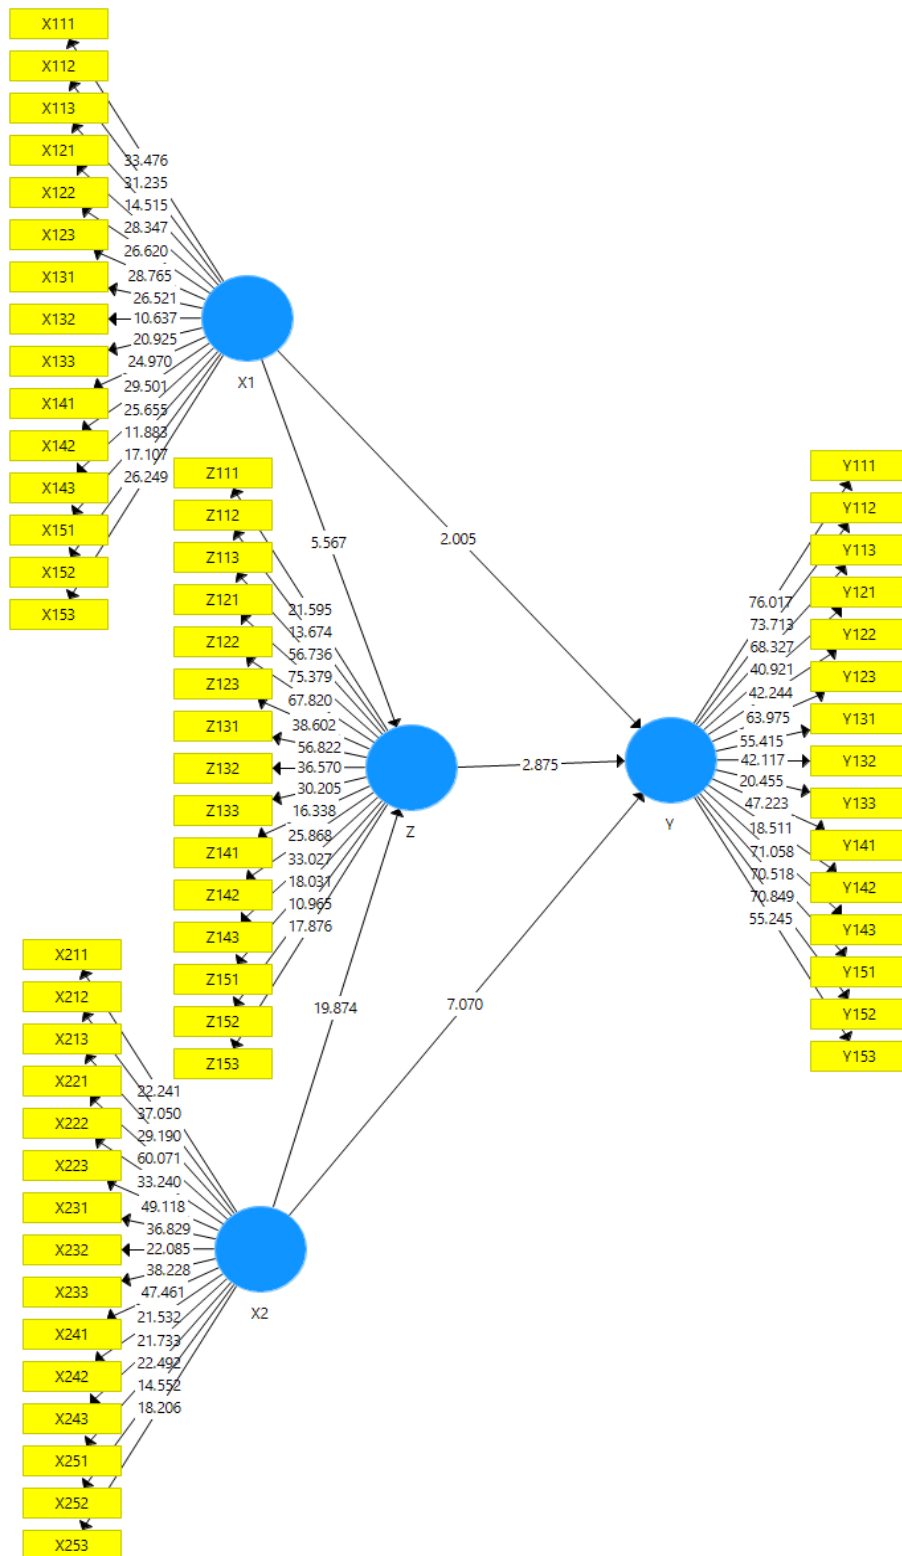 X111
X112
X113
X121
X122
X123
X131
X132
X133
X141
X142
X143
X151
X152
X153
33.476
31.235
14.515
28.347
26.620
28.765
26.521
10.637
20.925
24.970
29.501
25.655
11.883
17.107
26.249
X1
5.567
2.005
Z111
Z112
Z113
Z121
Z122
Z123
Z131
Z132
Z133
Z141
Z142
Z143
Z151
Z152
Z153
21.595
13.674
56.736
75.379
67.820
38.602
56.822
36.570
30.205
16.338
25.868
33.027
18.031
10.965
17.876
Z
2.875
Y111
Y112
Y113
Y121
Y122
Y123
Y131
Y132
Y133
Y141
Y142
Y143
Y151
Y152
Y153
76.017
73.713
68.327
40.921
42.244
63.975
55.415
42.117
20.455
47.223
18.511
71.058
70.518
70.849
55.245
Y
19.874
7.070
X211
X212
X213
X221
X222
X223
X231
X232
X233
X241
X242
X243
X251
X252
X253
22.241
37.050
29.190
60.071
33.240
49.118
36.829
22.085
38.228
47.461
21.532
21.733
22.492
14.552
18.206
X2